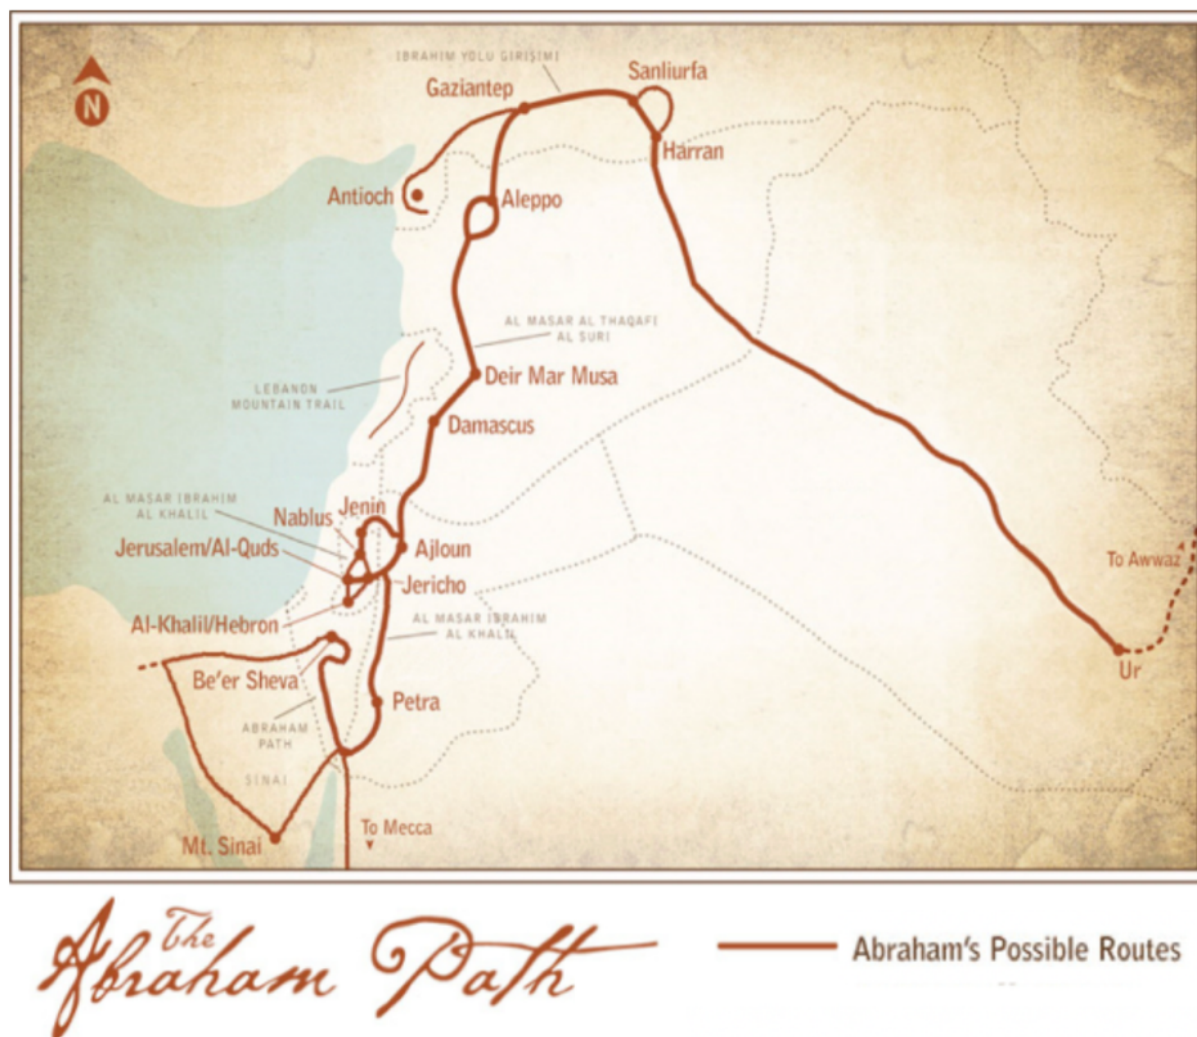 IBRAHIM YOLU GIRIŞIMI
Sanliurfa
Gaziantep
N
Harran
Antioch
Aleppo
AL MASAR AL THAQAFI
AL SURI
Deir Mar Musa
LEBANON
MOUNTAIN TRAIL
Damascus
AL MASAR IBRAHIM
AL KHALIL
Jenin
Nablus
Jerusalem/Al-Quds
Ajloun
To Awwaz
Jericho
Al-Khalil/Hebron
AL MASAR IBRAHIM
AL KHALIL
Ur
Be'er Sheva
Petra
ABRAHAM
PATH
SINAI
To Mecca
Mt. Sinai
The
Abraham Path
Abraham's Possible Routes